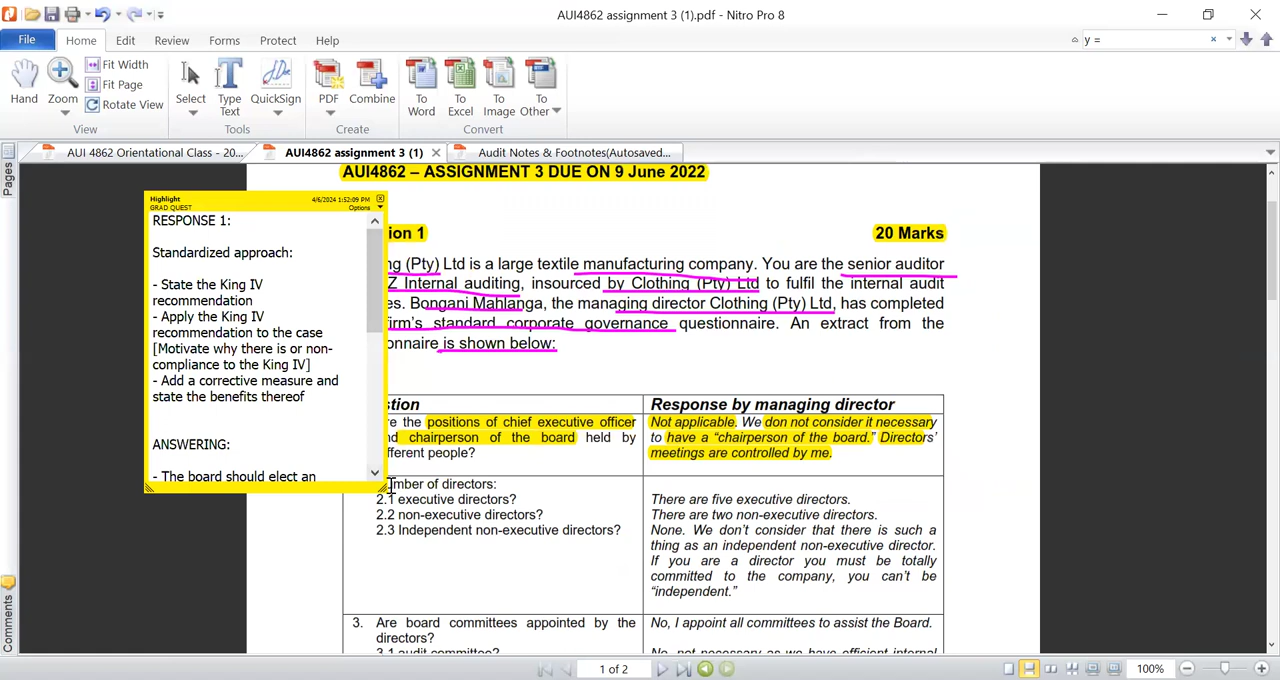 AUI4862 assignment 3 (1).pdf - Nitro Pro 8
File Home Edit Review Forms Protect Help
y =
Hand
Zoom
Fit Width
Fit Page
Rotate View
View
Select
Type
Text
QuickSign
Tools
PDF
Combine
Create
To
Word
To
Excel
To
Image
To
Other
Convert
AUI 4862 Orientational Class - 20...
AUI4862 assignment 3 (1)
Audit Notes & Footnotes(Autosaved...
Pages
Comments
AUI4862 – ASSIGNMENT 3 DUE ON 9 June 2022
Highlight 4/6/2024 1:52:09 PM
GRAD QUEST Options
RESPONSE 1:
Standardized approach:
- State the King IV
recommendation
- Apply the King IV
recommendation to the case
[Motivate why there is or non-
compliance to the King IV]
- Add a corrective measure and
state the benefits thereof
ANSWERING:
- The board should elect an
ion 1 20 Marks
ng (Pty) Ltd is a large textile manufacturing company. You are the senior auditor
Z Internal auditing, insourced by Clothing (Pty) Ltd to fulfil the internal audit
es. Bongani Mahlanga, the managing director Clothing (Pty) Ltd, has completed
irm's standard corporate governance questionnaire. An extract from the
onnaire is shown below:
stion
re the positions of chief executive officer
nd chairperson of the board held by
fferent people?
Response by managing director
Not applicable. We don not consider it necessary
to have a “chairperson of the board.” Directors’
meetings are controlled by me.
mber of directors:
2.1 executive directors?
2.2 non-executive directors?
2.3 Independent non-executive directors?
There are five executive directors.
There are two non-executive directors.
None. We don’t consider that there is such a
thing as an independent non-executive director.
If you are a director you must be totally
committed to the company, you can’t be
“independent.”
3. Are board committees appointed by the
directors?
3.1 audit committee?
No, I appoint all committees to assist the Board.
No, not necessary as we have efficient internal
1 of 2
100%